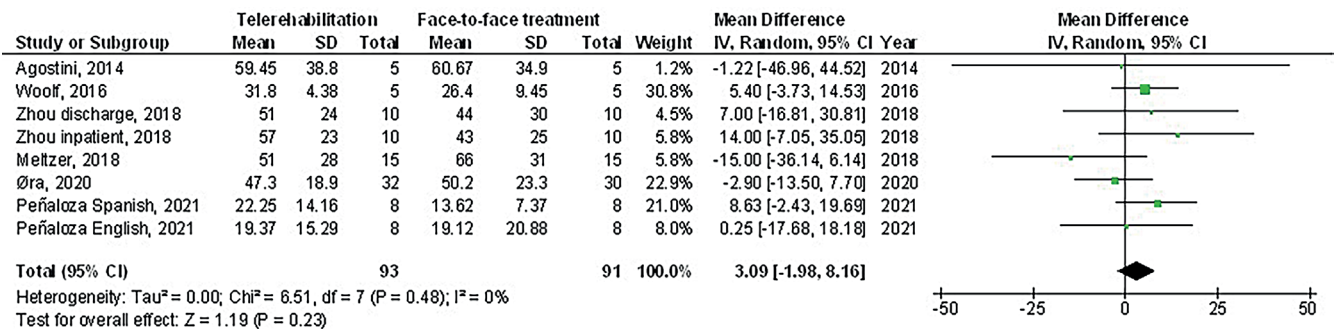 Telerehabilitation Face-to-face treatment Mean Difference Mean Difference
Study or Subgroup Mean SD Total Mean SD Total Weight IV, Random, 95% CI Year IV, Random, 95% CI
Agostini, 2014 59.45 38.8 5 60.67 34.9 5 1.2% -1.22 [-46.96, 44.52] 2014
Woolf, 2016 31.8 4.38 5 26.4 9.45 5 30.8% 5.40 [-3.73, 14.53] 2016
Zhou discharge, 2018 51 24 10 44 30 10 4.5% 7.00 [-16.81, 30.81] 2018
Zhou inpatient, 2018 57 23 10 43 25 10 5.8% 14.00 [-7.05, 35.05] 2018
Meltzer, 2018 51 28 15 66 31 15 5.8% -15.00 [-36.14, 6.14] 2018
Øra, 2020 47.3 18.9 32 50.2 23.3 30 22.9% -2.90 [-13.50, 7.70] 2020
Peñaloza Spanish, 2021 22.25 14.16 8 13.62 7.37 8 21.0% 8.63 [-2.43, 19.69] 2021
Peñaloza English, 2021 19.37 15.29 8 19.12 20.88 8 8.0% 0.25 [-17.68, 18.18] 2021
Total (95% CI) 93 91 100.0% 3.09 [-1.98, 8.16]
Heterogeneity: Tau² = 0.00; Chi² = 6.51, df = 7 (P = 0.48); I² = 0%
Test for overall effect: Z = 1.19 (P = 0.23)
-50 -25 0 25 50